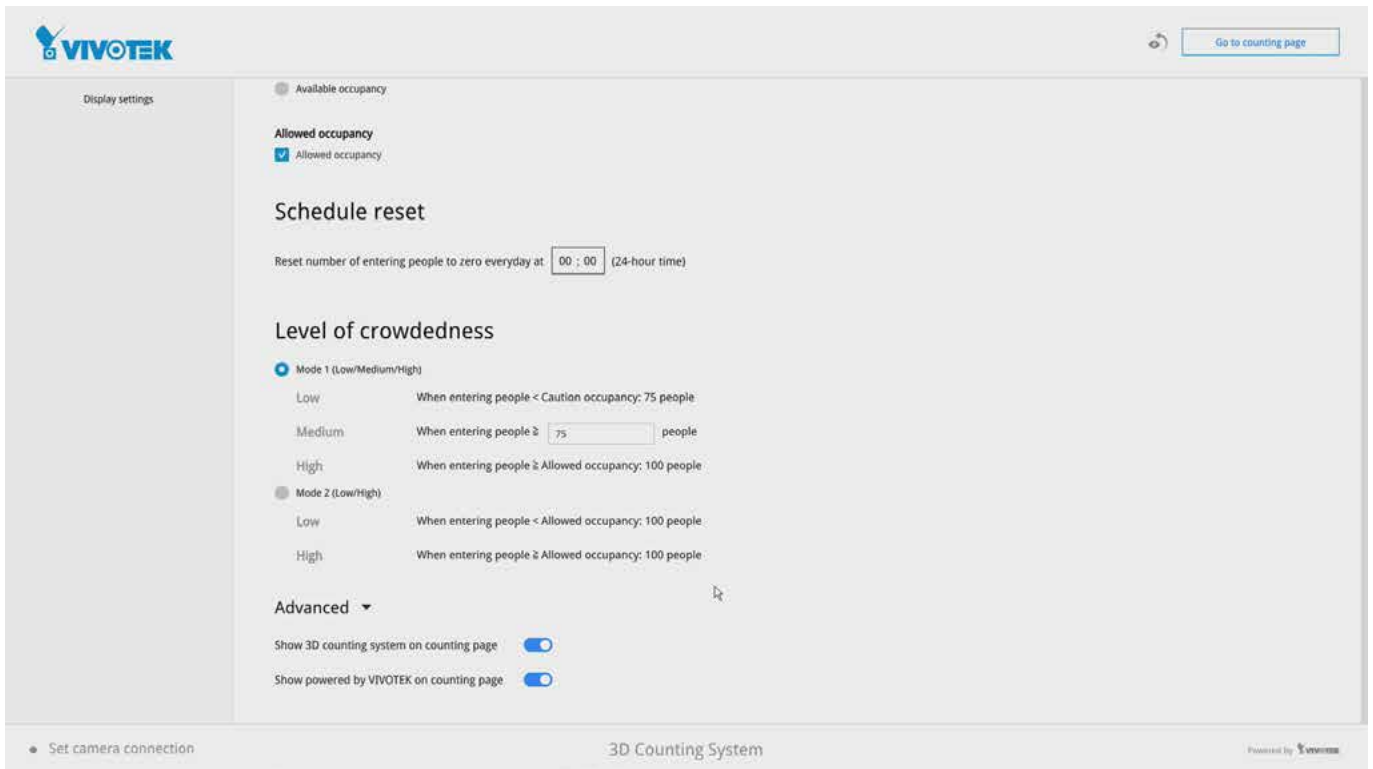 VIVOTEK
Go to counting page
Display settings
Available occupancy
Allowed occupancy
Allowed occupancy
Schedule reset
Reset number of entering people to zero everyday at 00 : 00 (24-hour time)
Level of crowdedness
Mode 1 (Low/Medium/High)
Low When entering people < Caution occupancy: 75 people
Medium When entering people ≧ 75 people
High When entering people ≧ Allowed occupancy: 100 people
Mode 2 (Low/High)
Low When entering people < Allowed occupancy: 100 people
High When entering people ≧ Allowed occupancy: 100 people
Advanced
Show 3D counting system on counting page
Show powered by VIVOTEK on counting page
Set camera connection 3D Counting System Powered by VIVOTEK